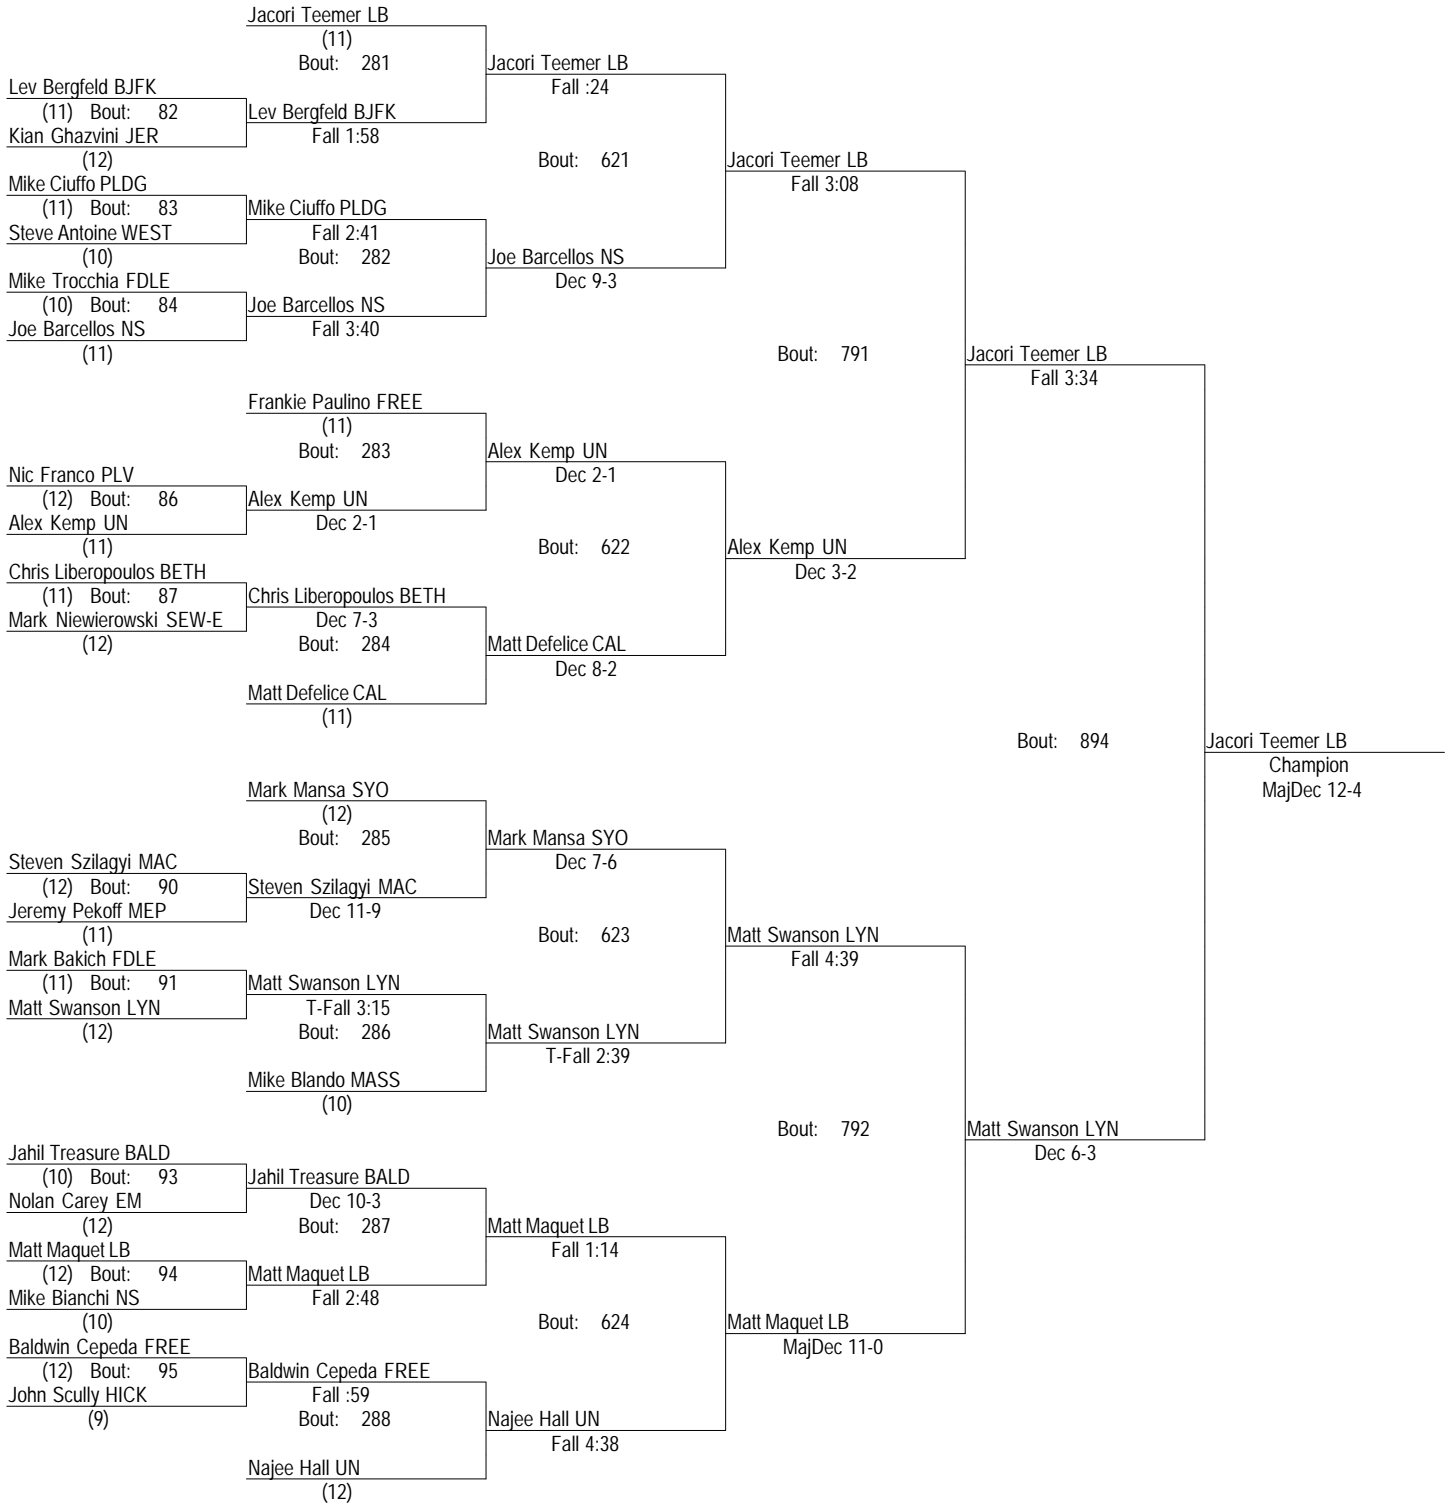 Jacori Teemer LB
(11)
Bout: 281
Jacori Teemer LB
Lev Bergfeld BJFK
Fall :24
(11) Bout: 82
Lev Bergfeld BJFK
Kian Ghazvini JER
Fall 1:58
(12)
Bout: 621
Jacori Teemer LB
Mike Ciuffo PLDG
Fall 3:08
(11) Bout: 83
Mike Ciuffo PLDG
Steve Antoine WEST
Fall 2:41
(10)
Bout: 282
Joe Barcellos NS
Mike Trocchia FDLE
Dec 9-3
(10) Bout: 84
Joe Barcellos NS
Joe Barcellos NS
Fall 3:40
(11)
Bout: 791
Jacori Teemer LB
Fall 3:34
Frankie Paulino FREE
(11)
Bout: 283
Alex Kemp UN
Nic Franco PLV
Dec 2-1
(12) Bout: 86
Alex Kemp UN
Alex Kemp UN
Dec 2-1
(11)
Bout: 622
Alex Kemp UN
Chris Liberopoulos BETH
Dec 3-2
(11) Bout: 87
Chris Liberopoulos BETH
Mark Niewierowski SEW-E
Dec 7-3
(12)
Bout: 284
Matt Defelice CAL
Dec 8-2
Matt Defelice CAL
(11)
Bout: 894
Jacori Teemer LB
Champion
MajDec 12-4
Mark Mansa SYO
(12)
Bout: 285
Mark Mansa SYO
Steven Szilagyi MAC
Dec 7-6
(12) Bout: 90
Steven Szilagyi MAC
Jeremy Pekoff MEP
Dec 11-9
(11)
Bout: 623
Matt Swanson LYN
Mark Bakich FDLE
Fall 4:39
(11) Bout: 91
Matt Swanson LYN
Matt Swanson LYN
T-Fall 3:15
(12)
Bout: 286
Matt Swanson LYN
T-Fall 2:39
Mike Blando MASS
(10)
Bout: 792
Matt Swanson LYN
Dec 6-3
Jahil Treasure BALD
(10) Bout: 93
Jahil Treasure BALD
Nolan Carey EM
Dec 10-3
(12)
Bout: 287
Matt Maquet LB
Matt Maquet LB
Fall 1:14
(12) Bout: 94
Matt Maquet LB
Mike Bianchi NS
Fall 2:48
(10)
Bout: 624
Matt Maquet LB
Baldwin Cepeda FREE
MajDec 11-0
(12) Bout: 95
Baldwin Cepeda FREE
John Scully HICK
Fall :59
(9)
Bout: 288
Najee Hall UN
Fall 4:38
Najee Hall UN
(12)